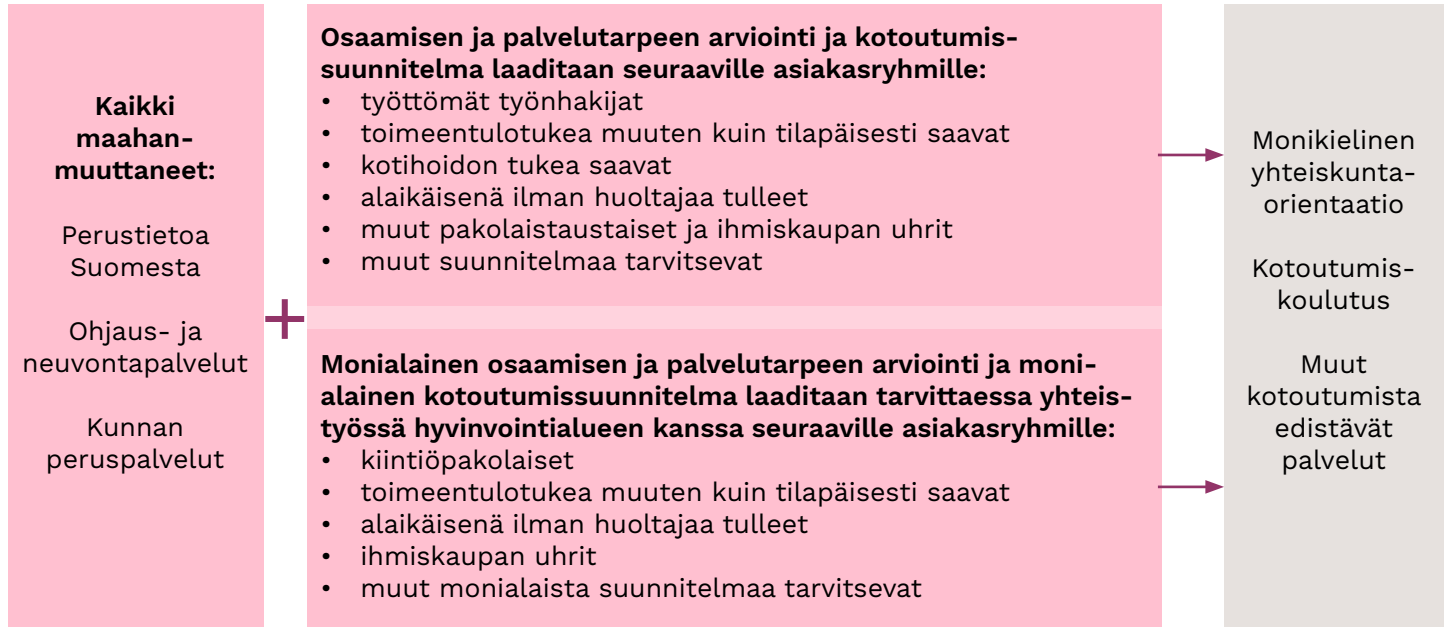 Kaikki
maahan-
muuttaneet:
Perustietoa
Suomesta
Ohjaus- ja
neuvontapalvelut
Kunnan
peruspalvelut
+
Osaamisen ja palvelutarpeen arviointi ja kotoutumis-
suunnitelma laaditaan seuraaville asiakasryhmille:
• työttömät työnhakijat
• toimeentulotukea muuten kuin tilapäisesti saavat
• kotihoidon tukea saavat
• alaikäisenä ilman huoltajaa tulleet
• muut pakolaistaustaiset ja ihmiskaupan uhrit
• muut suunnitelmaa tarvitsevat
Monialainen osaamisen ja palvelutarpeen arviointi ja moni-
alainen kotoutumissuunnitelma laaditaan tarvittaessa yhteis-
työssä hyvinvointialueen kanssa seuraaville asiakasryhmille:
• kiintiöpakolaiset
• toimeentulotukea muuten kuin tilapäisesti saavat
• alaikäisenä ilman huoltajaa tulleet
• ihmiskaupan uhrit
• muut monialaista suunnitelmaa tarvitsevat
Monikielinen
yhteiskunta-
orientaatio
Kotoutumis-
koulutus
Muut
kotoutumista
edistävät
palvelut